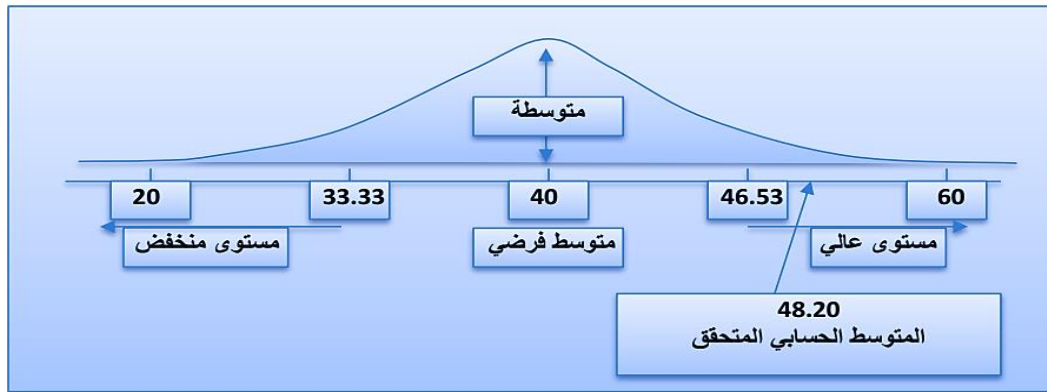 متوسطة
20
33.33
40
46.53
60
مستوى منخفض
متوسط فرضي
مستوى عالي
48.20
المتوسط الحسابي المتحقق